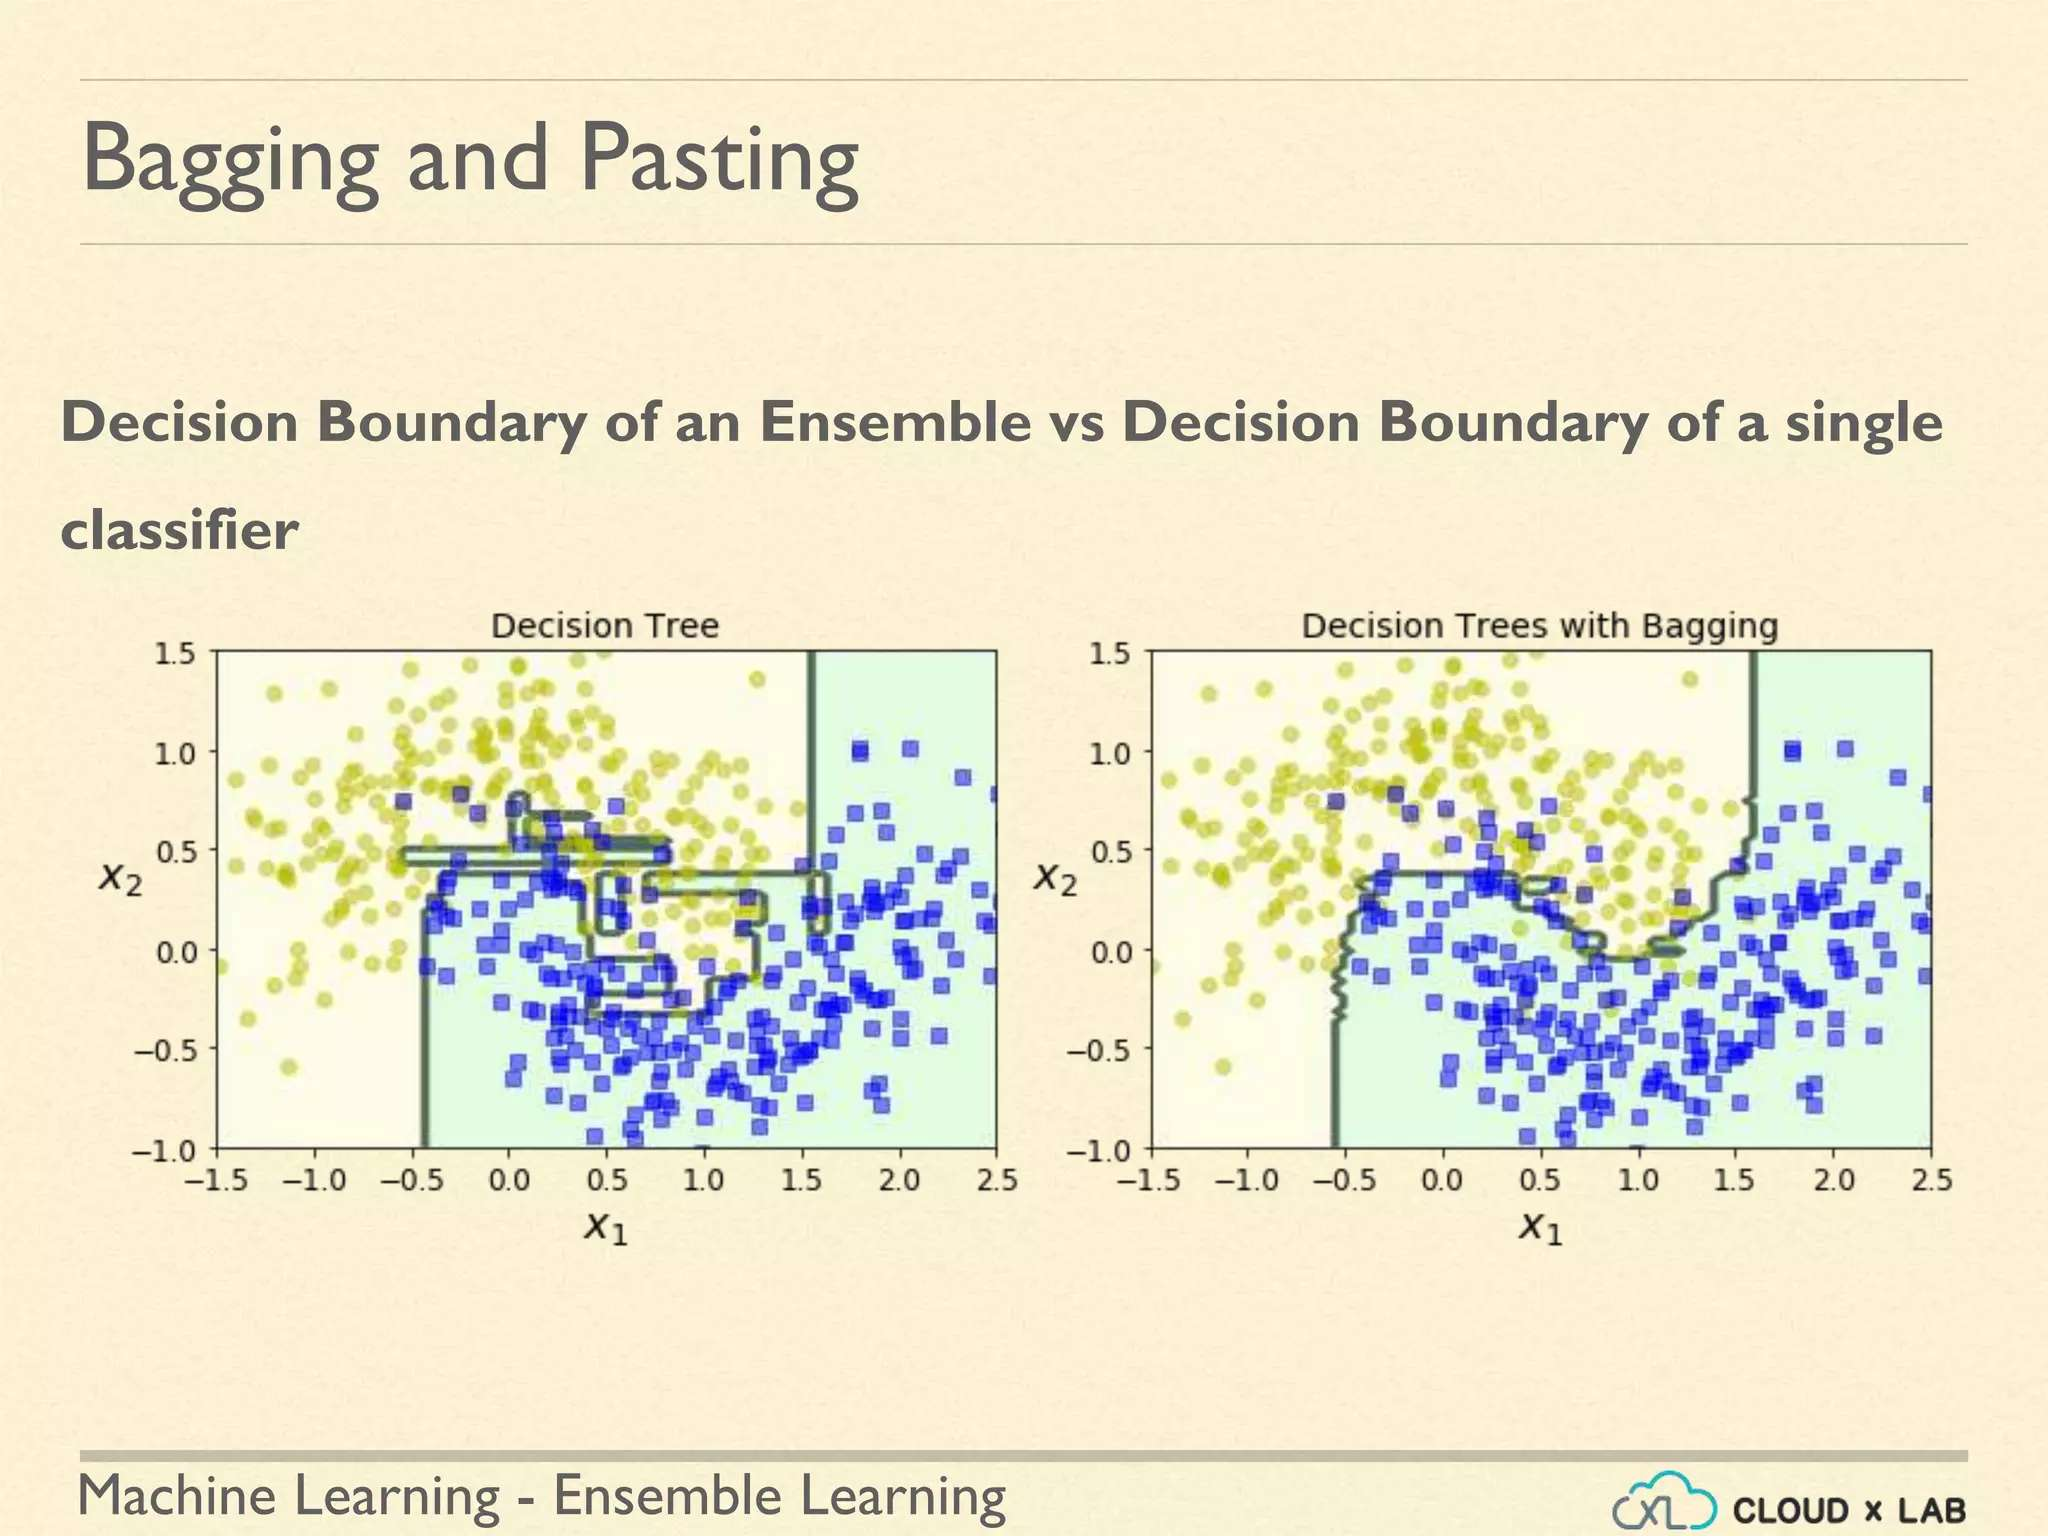 Bagging and Pasting
Decision Boundary of an Ensemble vs Decision Boundary of a single
classifier
Decision Tree
1.5
1.0
0.5
0.0
−0.5
−1.0
x₂
−1.5 −1.0 −0.5 0.0 0.5 1.0 1.5 2.0 2.5
x₁
Decision Trees with Bagging
1.5
1.0
0.5
0.0
−0.5
−1.0
x₂
−1.5 −1.0 −0.5 0.0 0.5 1.0 1.5 2.0 2.5
x₁
Machine Learning - Ensemble Learning
XL CLOUD x LAB